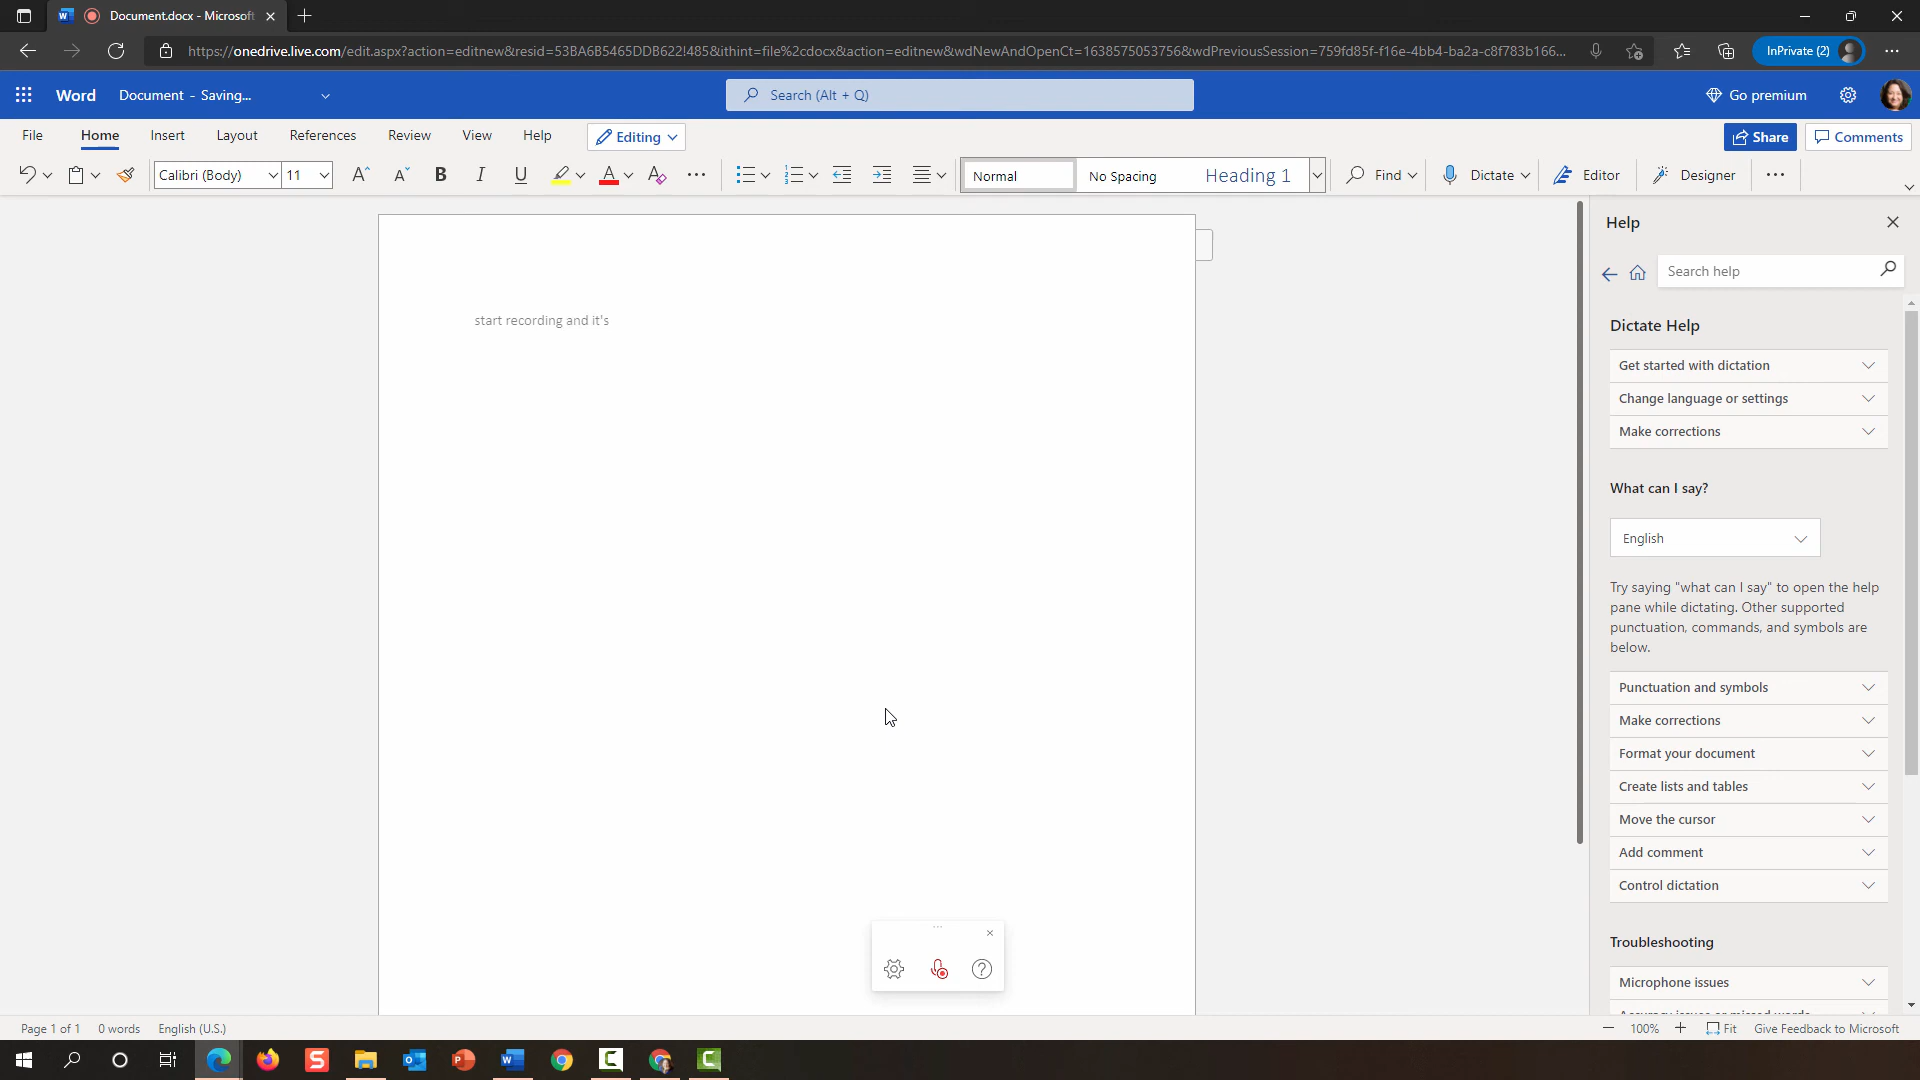 Document.docx - Microsoft
https://onedrive.live.com/edit.aspx?action=editnew&resid=53BA6B5465DDB622!485&ithint=file%2cdocx&action=editnew&wdNewAndOpenCt=1638575053756&wdPreviousSession=759fd85f-f16e-4bb4-ba2a-c8f783b166...
InPrivate (2)
Word Document - Saving...
Search (Alt + Q)
Go premium
File Home Insert Layout References Review View Help Editing
Share Comments
Calibri (Body) 11
B I U A A
Normal No Spacing Heading 1
Find Dictate Editor Designer
Help
Search help
start recording and it's
Dictate Help
Get started with dictation
Change language or settings
Make corrections
What can I say?
English
Try saying "what can I say" to open the help
pane while dictating. Other supported
punctuation, commands, and symbols are
below.
Punctuation and symbols
Make corrections
Format your document
Create lists and tables
Move the cursor
Add comment
Control dictation
Troubleshooting
Microphone issues
Page 1 of 1 0 words English (U.S.)
100% Fit Give Feedback to Microsoft